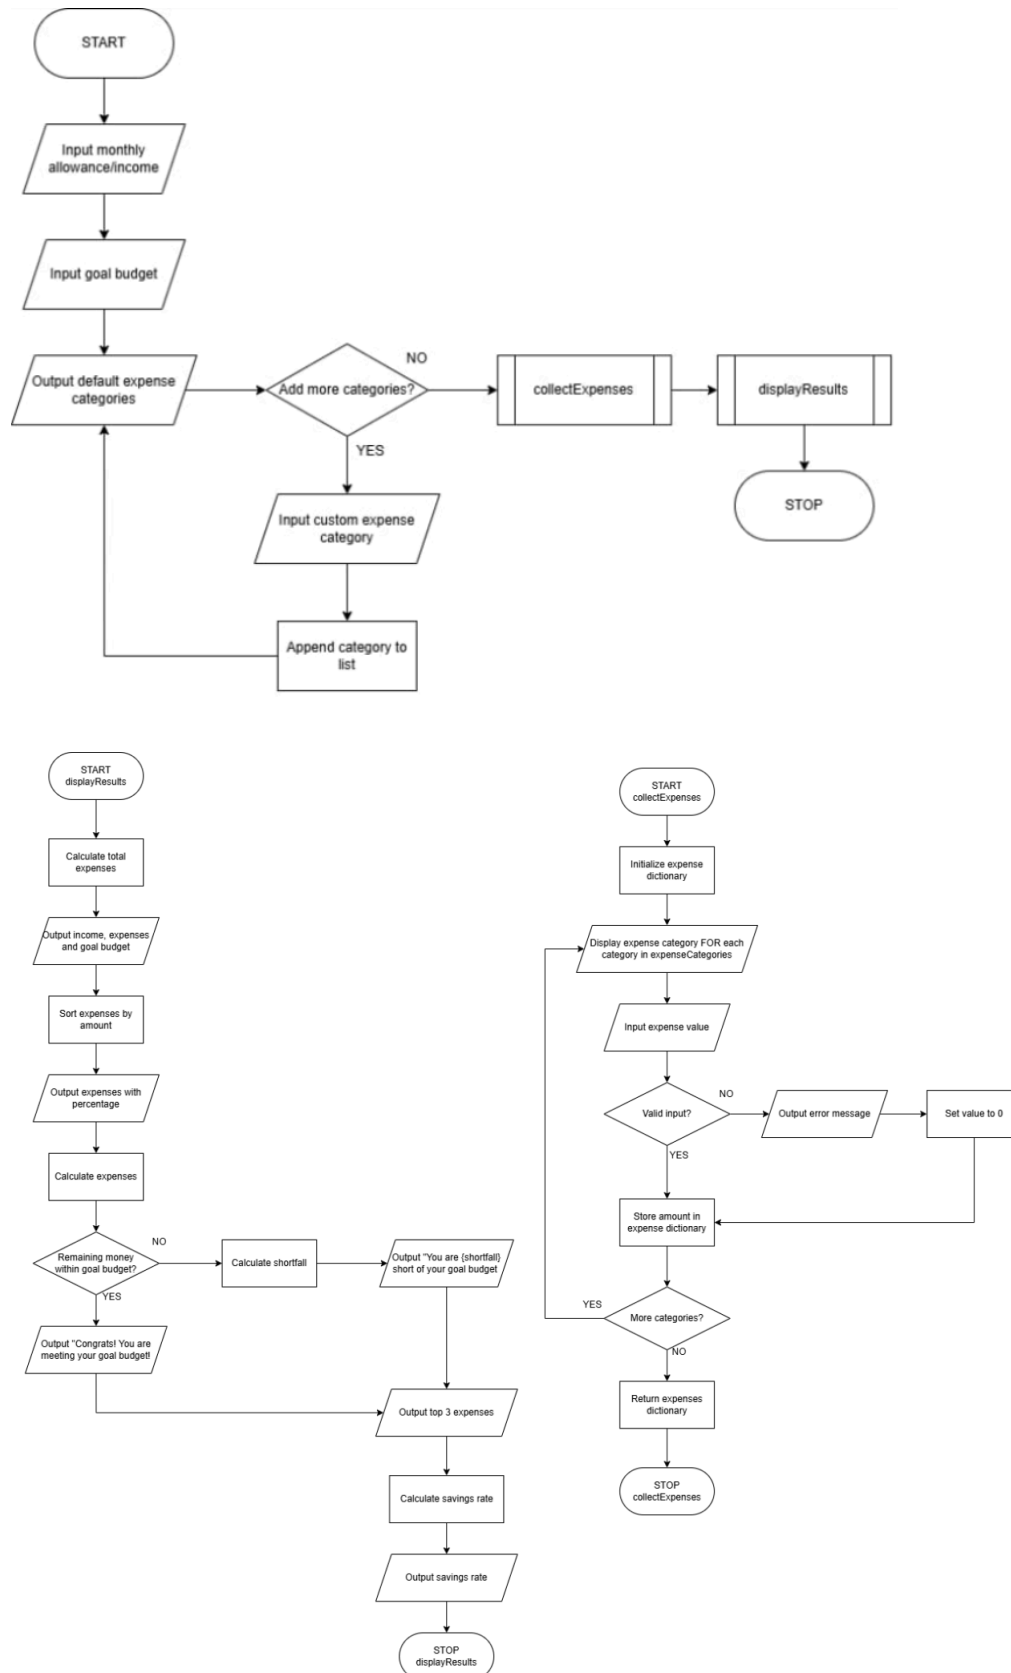 START
Input monthly
allowance/income
Input goal budget
Output default expense
categories
Add more categories?
NO
YES
collectExpenses
displayResults
STOP
Input custom expense
category
Append category to
list
START
displayResults
Calculate total
expenses
Output income, expenses
and goal budget
Sort expenses by
amount
Output expenses with
percentage
Calculate expenses
Remaining money
within goal budget?
NO
YES
Calculate shortfall
Output "You are {shortfall}
short of your goal budget
Output "Congrats! You are
meeting your goal budget!
Output top 3 expenses
Calculate savings rate
Output savings rate
STOP
displayResults
START
collectExpenses
Initialize expense
dictionary
Display expense category FOR each
category in expenseCategories
Input expense value
Valid input?
NO
YES
Output error message
Set value to 0
Store amount in
expense dictionary
More categories?
YES
NO
Return expenses
dictionary
STOP
collectExpenses